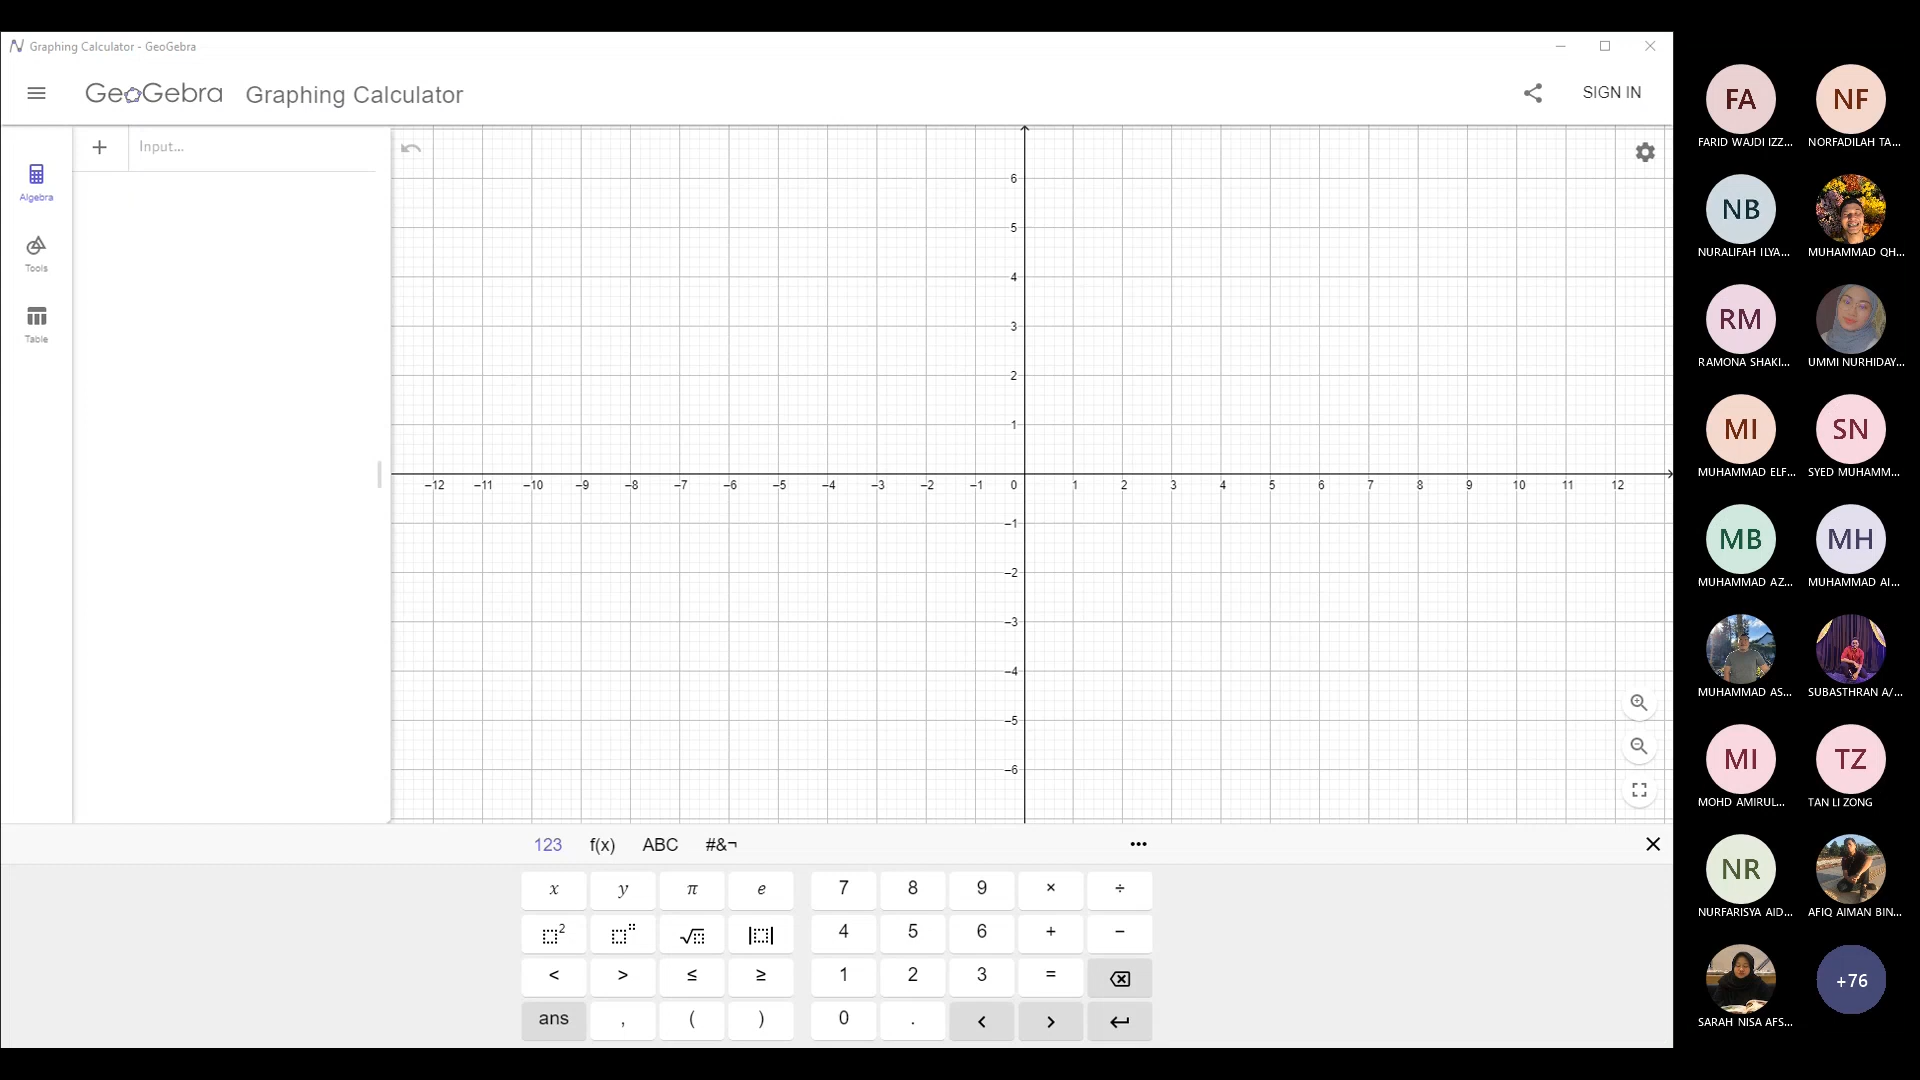 Graphing Calculator - GeoGebra
GeoGebra Graphing Calculator
SIGN IN
Input...
Algebra
Tools
Table
6
5
4
3
2
1
−12 −11 −10 −9 −8 −7 −6 −5 −4 −3 −2 −1 0 1 2 3 4 5 6 7 8 9 10 11 12
−1
−2
−3
−4
−5
−6
123 f(x) ABC #&¬ •••
x y π e 7 8 9 × ÷
□² 4 5 6 + −
< > ≤ ≥ 1 2 3 =
ans , ( ) 0 . < >
FA NF
FARID WAJDI IZZ... NORFADILAH TA...
NB
NURALIFAH ILYA... MUHAMMAD QH...
RM
RAMONA SHAKI... UMMI NURHIDAY...
MI SN
MUHAMMAD ELF... SYED MUHAMM...
MB MH
MUHAMMAD AZ... MUHAMMAD AI...
MUHAMMAD AS... SUBASTHRAN A/...
MI TZ
MOHD AMIRUL... TAN LI ZONG
NR
NURFARISYA AID... AFIQ AIMAN BIN...
+76
SARAH NISA AFS...